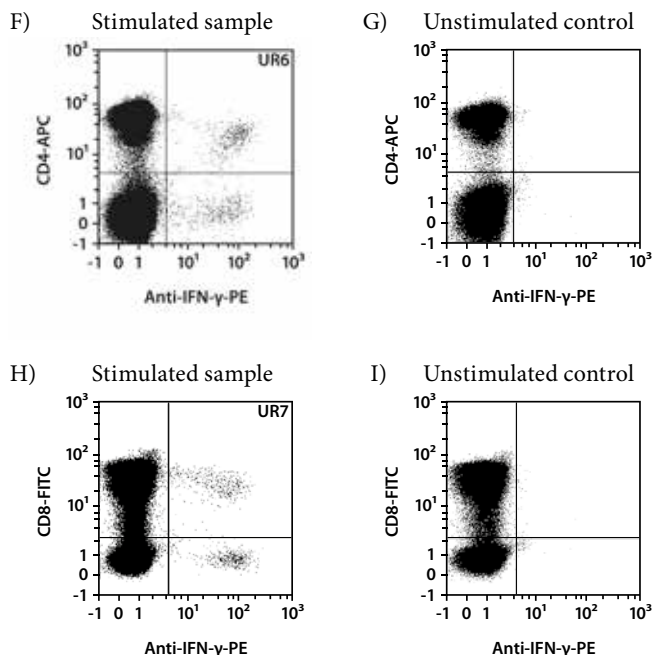 F) Stimulated sample
G) Unstimulated control
10³
10²
10¹
1
0
-1
CD4-APC
UR6
-1 0 1 10¹ 10² 10³
Anti-IFN-γ-PE
10³
10²
10¹
1
0
-1
CD4-APC
-1 0 1 10¹ 10² 10³
Anti-IFN-γ-PE
H) Stimulated sample
I) Unstimulated control
10³
10²
10¹
1
0
-1
CD8-FITC
UR7
-1 0 1 10¹ 10² 10³
Anti-IFN-γ-PE
10³
10²
10¹
1
0
-1
CD8-FITC
-1 0 1 10¹ 10² 10³
Anti-IFN-γ-PE